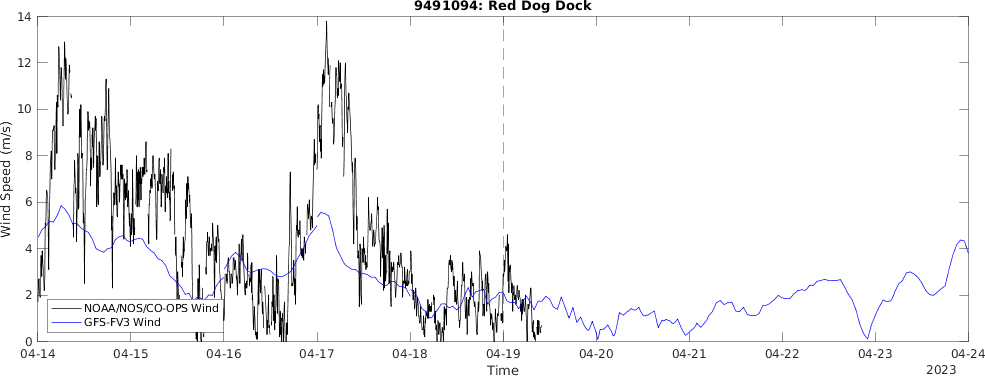 9491094: Red Dog Dock
14
12
10
8
6
4
2
0
Wind Speed (m/s)
NOAA/NOS/CO-OPS Wind
GFS-FV3 Wind
04-14 04-15 04-16 04-17 04-18 04-19 04-20 04-21 04-22 04-23 04-24
Time
2023